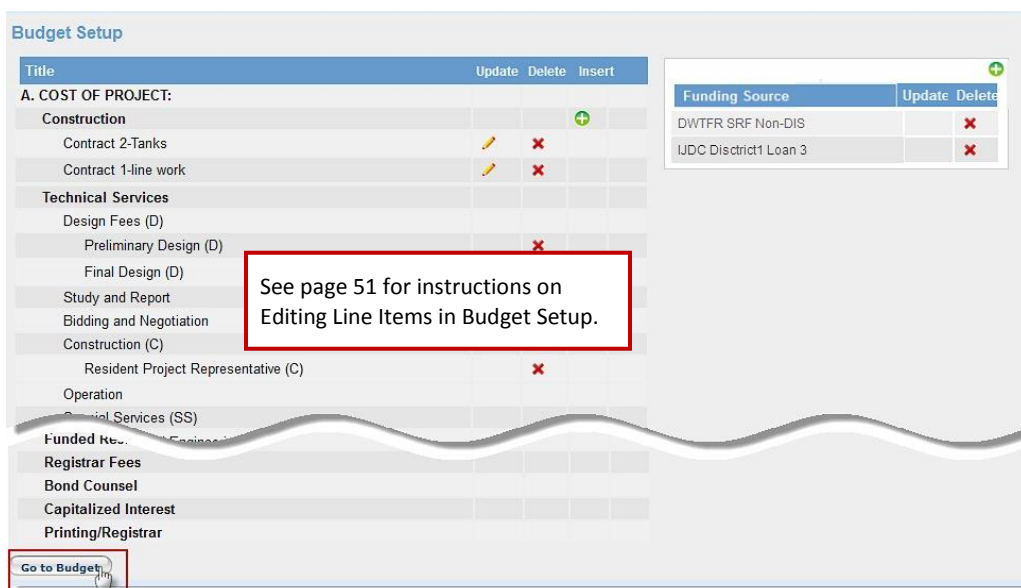 Budget Setup
Title Update Delete Insert
A. COST OF PROJECT:
Construction
Contract 2-Tanks
Contract 1-line work
Technical Services
Design Fees (D)
Preliminary Design (D)
Final Design (D)
Study and Report
Bidding and Negotiation
Construction (C)
Resident Project Representative (C)
Operation
Services (SS)
Funded
Registrar Fees
Bond Counsel
Capitalized Interest
Printing/Registrar
Go to Budget
Funding Source Update Delete
DWTFR SRF Non-DIS
IJDC Disctrict1 Loan 3
See page 51 for instructions on
Editing Line Items in Budget Setup.